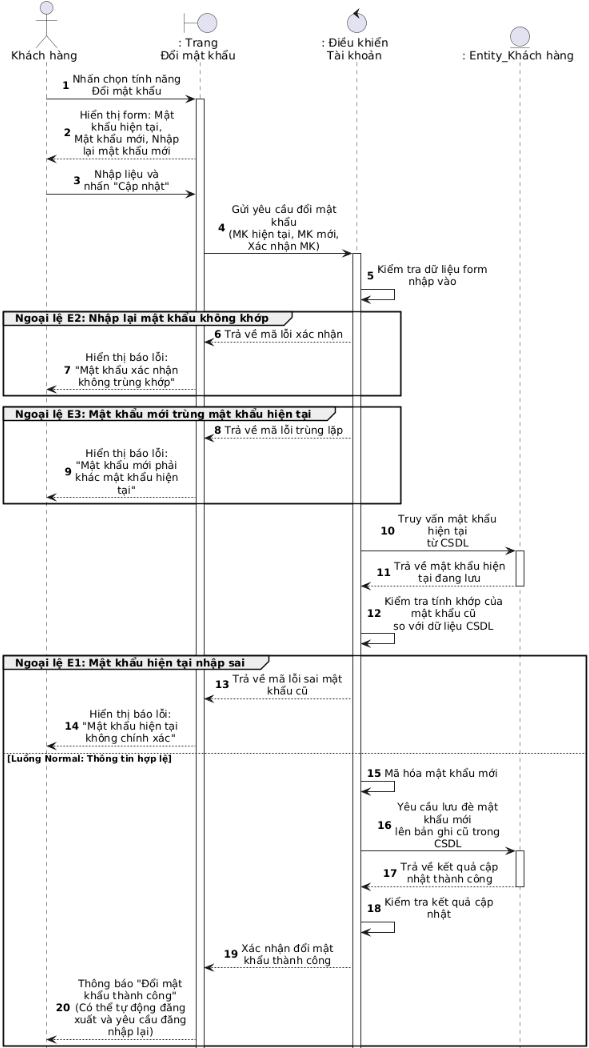 Khách hàng
: Trang
Đổi mật khẩu
: Điều khiển
Tài khoản
: Entity_Khách hàng
1 Nhấn chọn tính năng
Đổi mật khẩu
2 Hiển thị form: Mật
khẩu hiện tại,
Mật khẩu mới, Nhập
lại mật khẩu mới
3 Nhập liệu và
nhấn "Cập nhật"
4 Gửi yêu cầu đổi mật
khẩu
(MK hiện tại, MK mới,
Xác nhận MK)
5 Kiểm tra dữ liệu form
nhập vào
Ngoại lệ E2: Nhập lại mật khẩu không khớp
6 Trả về mã lỗi xác nhận
7 Hiển thị báo lỗi:
"Mật khẩu xác nhận
không trùng khớp"
Ngoại lệ E3: Mật khẩu mới trùng mật khẩu hiện tại
8 Trả về mã lỗi trùng lặp
9 Hiển thị báo lỗi:
"Mật khẩu mới phải
khác mật khẩu hiện
tại"
10 Truy vấn mật khẩu
hiện tại
từ CSDL
11 Trả về mật khẩu hiện
tại đang lưu
12 Kiểm tra tính khớp của
mật khẩu cũ
so với dữ liệu CSDL
Ngoại lệ E1: Mật khẩu hiện tại nhập sai
13 Trả về mã lỗi sai mật
khẩu cũ
14 Hiển thị báo lỗi:
"Mật khẩu hiện tại
không chính xác"
[Luồng Normal: Thông tin hợp lệ]
15 Mã hóa mật khẩu mới
16 Yêu cầu lưu đè mật
khẩu mới
lên bản ghi cũ trong
CSDL
17 Trả về kết quả cập
nhật thành công
18 Kiểm tra kết quả cập
nhật
19 Xác nhận đổi mật
khẩu thành công
20 Thông báo "Đổi mật
khẩu thành công"
(Có thể tự động đăng
xuất và yêu cầu đăng
nhập lại)